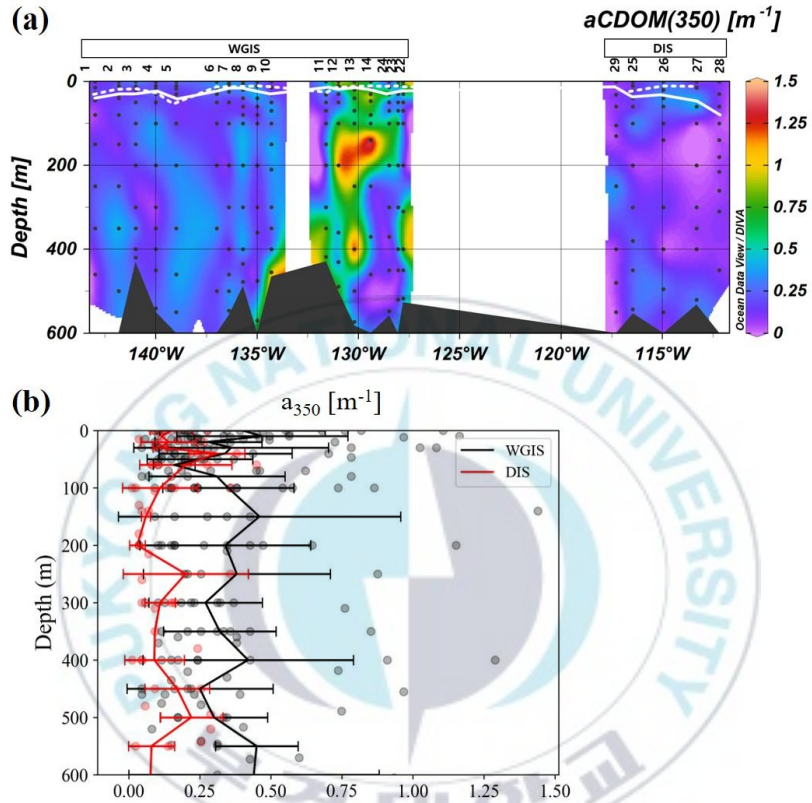 (a)
aCDOM(350) [m⁻¹]
WGIS
DIS
1 2 3 4 5 6 7 8 9 10 11 12 13 14 24 23 22 29 25 26 27 28
0
200
400
600
Depth [m]
140°W 135°W 130°W 125°W 120°W 115°W
1.5
1.25
1
0.75
0.5
0.25
0
Ocean Data View / DIVA
(b)
a₃₅₀ [m⁻¹]
WGIS
DIS
0
100
200
300
400
500
600
Depth (m)
0.00 0.25 0.50 0.75 1.00 1.25 1.50
PUKYONG NATIONAL UNIVERSITY